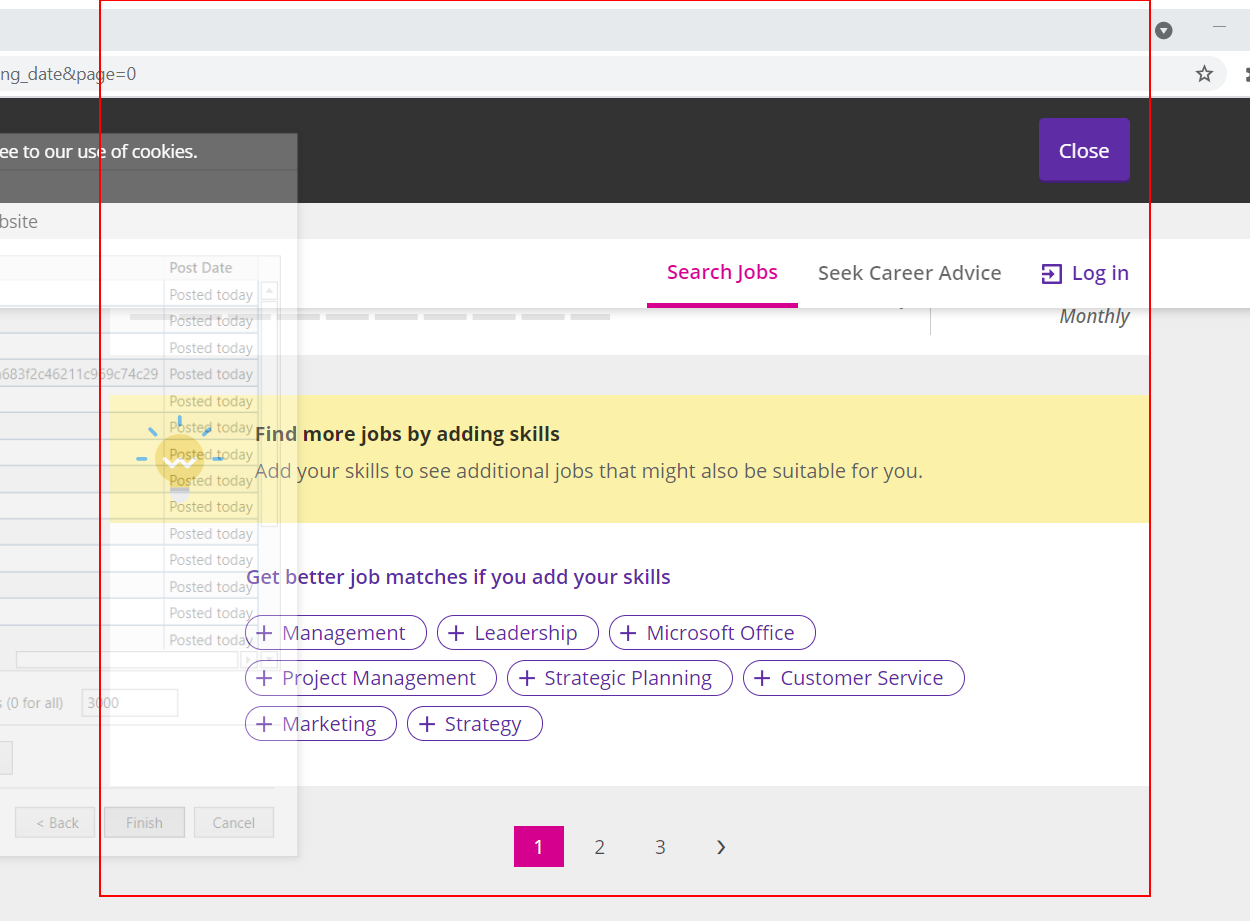 ng_date&page=0
ee to our use of cookies.
Close
bsite
Search Jobs
Seek Career Advice
Log in
Post Date
Posted today
Posted today
Monthly
Posted today
683f2c46211c969c74c29 Posted today
Posted today
Posted today
Find more jobs by adding skills
Posted today
Add your skills to see additional jobs that might also be suitable for you.
Posted today
Posted today
Posted today
Posted today
Get better job matches if you add your skills
Posted today
Posted today
+ Management
+ Leadership
+ Microsoft Office
Posted today
+ Project Management
+ Strategic Planning
+ Customer Service
s (0 for all)
3000
+ Marketing
+ Strategy
< Back
Finish
Cancel
1
2
3
›